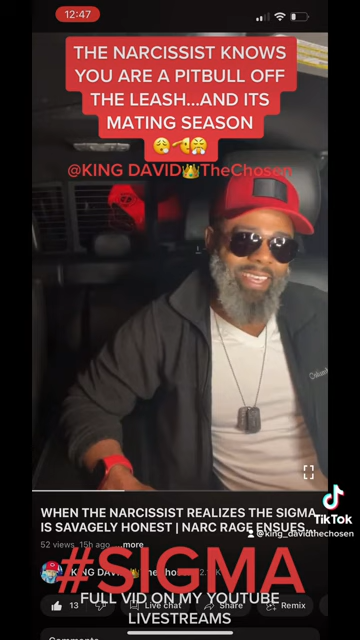 12:47
THE NARCISSIST KNOWS
YOU ARE A PITBULL OFF
THE LEASH...AND ITS
MATING SEASON
😮‍💨🫵😤
@KING DAVID👑TheChosen
WHEN THE NARCISSIST REALIZES THE SIGMA
IS SAVAGELY HONEST | NARC RAGE ENSUES...
TikTok
@king_davidthechosen
52 views 15h ago more
#SIGMA
KING DAVID
FULL VID ON MY YOUTUBE
13
Live chat
Share
Remix
LIVESTREAMS
Comments